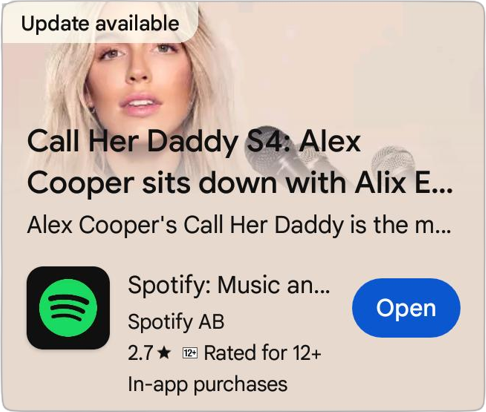 Update available
Call Her Daddy S4: Alex
Cooper sits down with Alix E...
Alex Cooper's Call Her Daddy is the m...
Spotify: Music an...
Open
Spotify AB
2.7★ 12+ Rated for 12+
In-app purchases